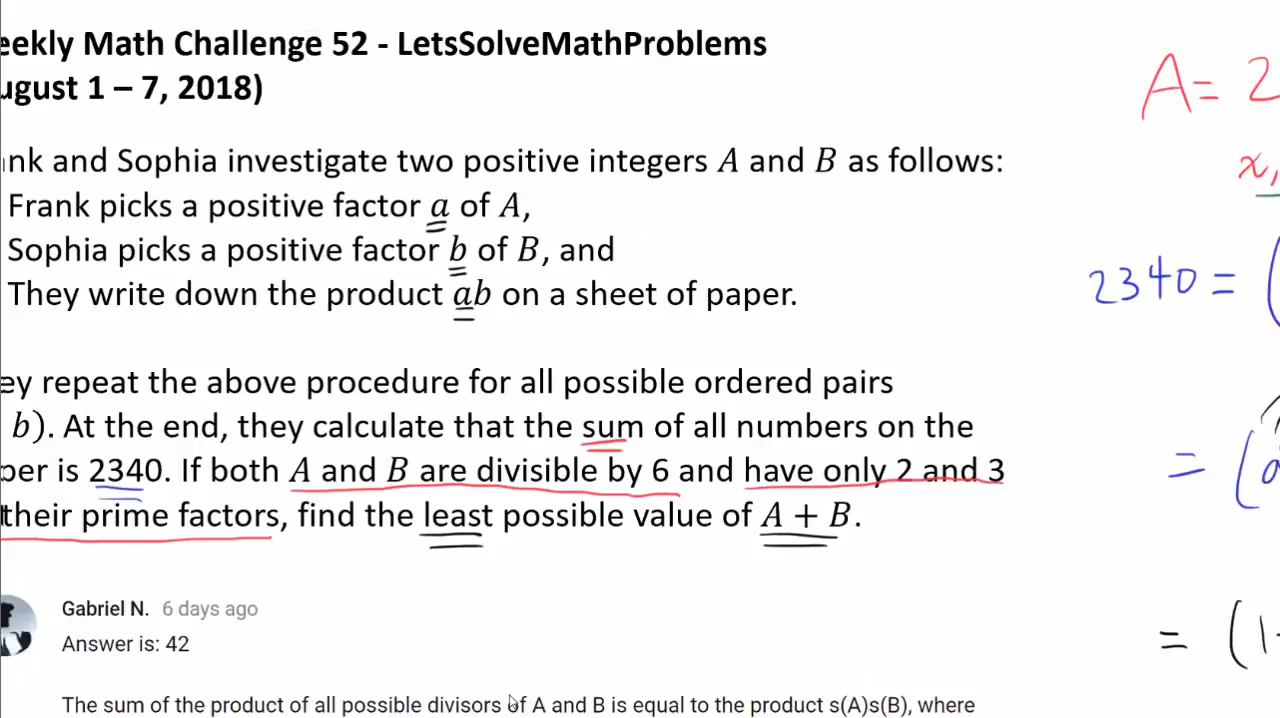 eekly Math Challenge 52 - LetsSolveMathProblems
ugust 1 – 7, 2018)
nk and Sophia investigate two positive integers A and B as follows:
Frank picks a positive factor a of A,
Sophia picks a positive factor b of B, and
They write down the product ab on a sheet of paper.
ey repeat the above procedure for all possible ordered pairs
b). At the end, they calculate that the sum of all numbers on the
per is 2340. If both A and B are divisible by 6 and have only 2 and 3
their prime factors, find the least possible value of A + B.
Gabriel N. 6 days ago
Answer is: 42
The sum of the product of all possible divisors of A and B is equal to the product s(A)s(B), where
A = 2
x,
2340 = (
= (a
= (1